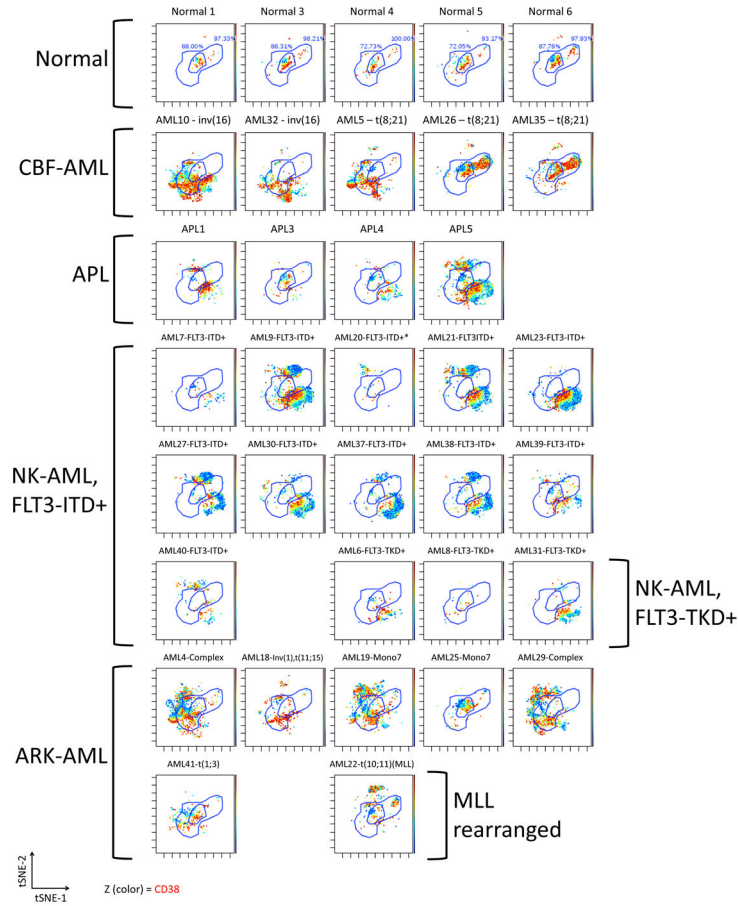 Normal 1 Normal 3 Normal 4 Normal 5 Normal 6
Normal
97.33% 98.21% 100.00% 93.17% 97.93%
88.00% 86.31% 72.73% 72.05% 87.78%
AML10 - inv(16) AML32 - inv(16) AML5 – t(8;21) AML26 – t(8;21) AML35 – t(8;21)
CBF-AML
APL1 APL3 APL4 APL5
APL
AML7-FLT3-ITD+ AML9-FLT3-ITD+ AML20-FLT3-ITD+* AML21-FLT3ITD+ AML23-FLT3-ITD+
AML27-FLT3-ITD+ AML30-FLT3-ITD+ AML37-FLT3-ITD+ AML38-FLT3-ITD+ AML39-FLT3-ITD+
NK-AML,
FLT3-ITD+
AML40-FLT3-ITD+ AML6-FLT3-TKD+ AML8-FLT3-TKD+ AML31-FLT3-TKD+
NK-AML,
FLT3-TKD+
AML4-Complex AML18-Inv(1),t(11;15) AML19-Mono7 AML25-Mono7 AML29-Complex
ARK-AML
AML41-t(1;3) AML22-t(10;11)(MLL)
MLL
rearranged
tSNE-2
tSNE-1
Z (color) = CD38